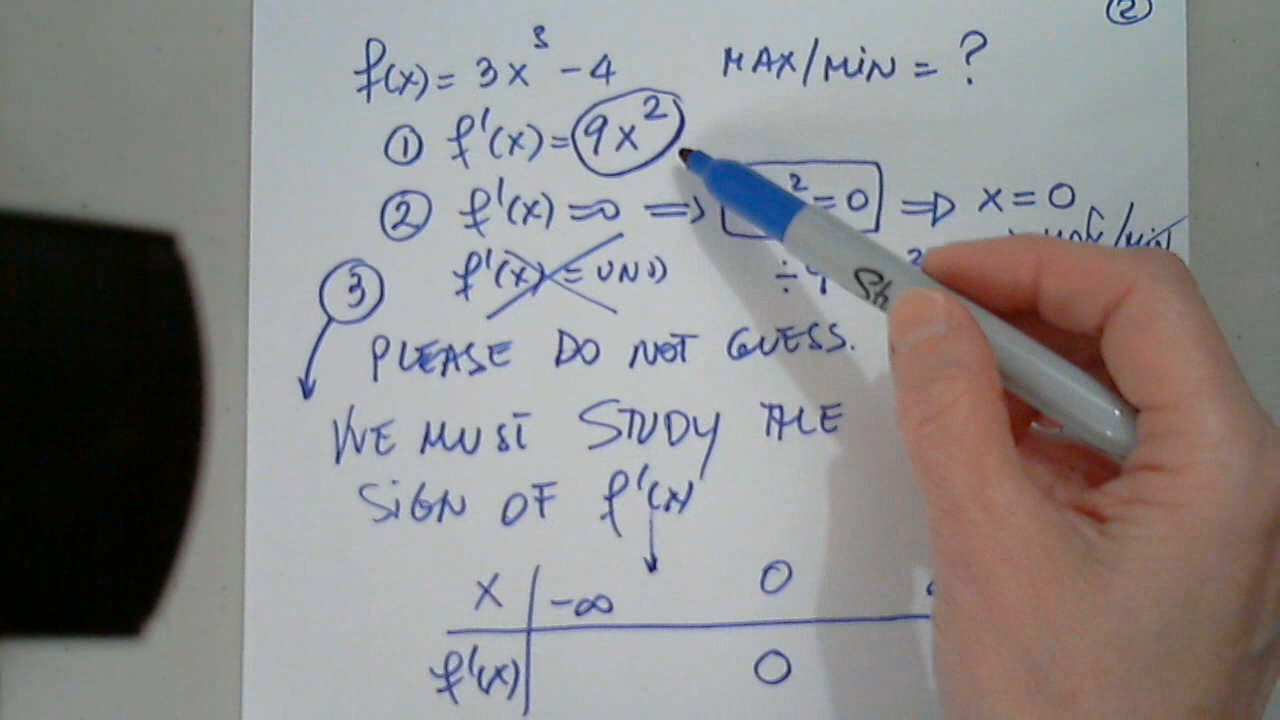 ②
f(x) = 3x³ - 4 MAX/MIN = ?
① f'(x) = 9x²
② f'(x) = 0 ⇒ ² = 0 ⇒ x = 0
f'(x) = UND ÷ 9
③
PLEASE DO NOT GUESS.
WE MUST STUDY THE
SIGN OF f'(x)
x | -∞ 0
f'(x) | 0